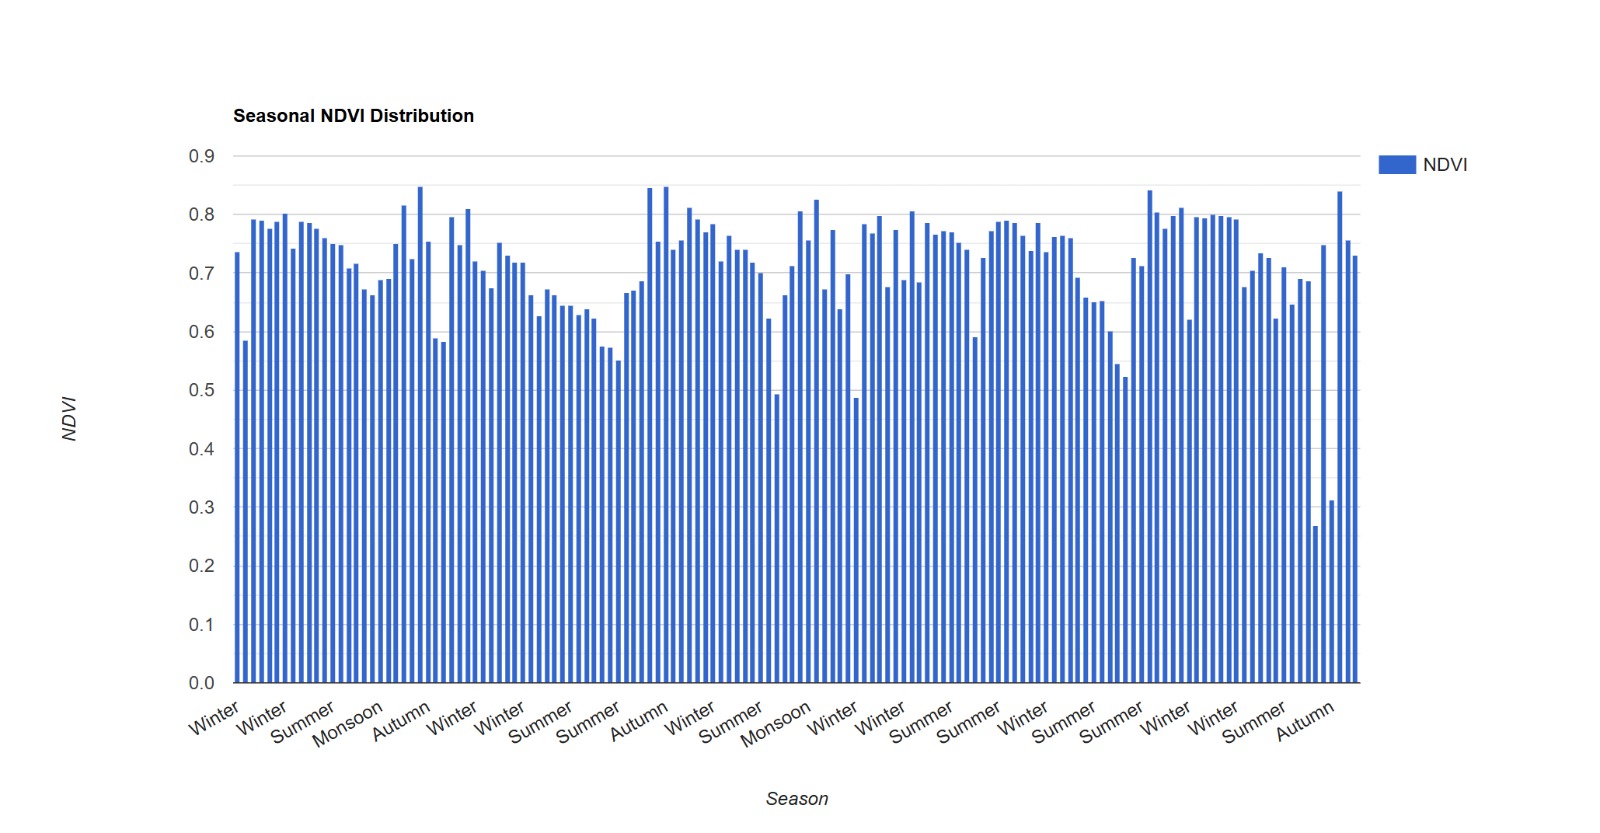 Seasonal NDVI Distribution
NDVI
0.9
0.8
0.7
0.6
0.5
0.4
0.3
0.2
0.1
0.0
NDVI
Winter
Winter
Summer
Monsoon
Autumn
Winter
Winter
Summer
Summer
Autumn
Winter
Summer
Monsoon
Winter
Winter
Summer
Summer
Winter
Summer
Summer
Winter
Winter
Summer
Autumn
Season